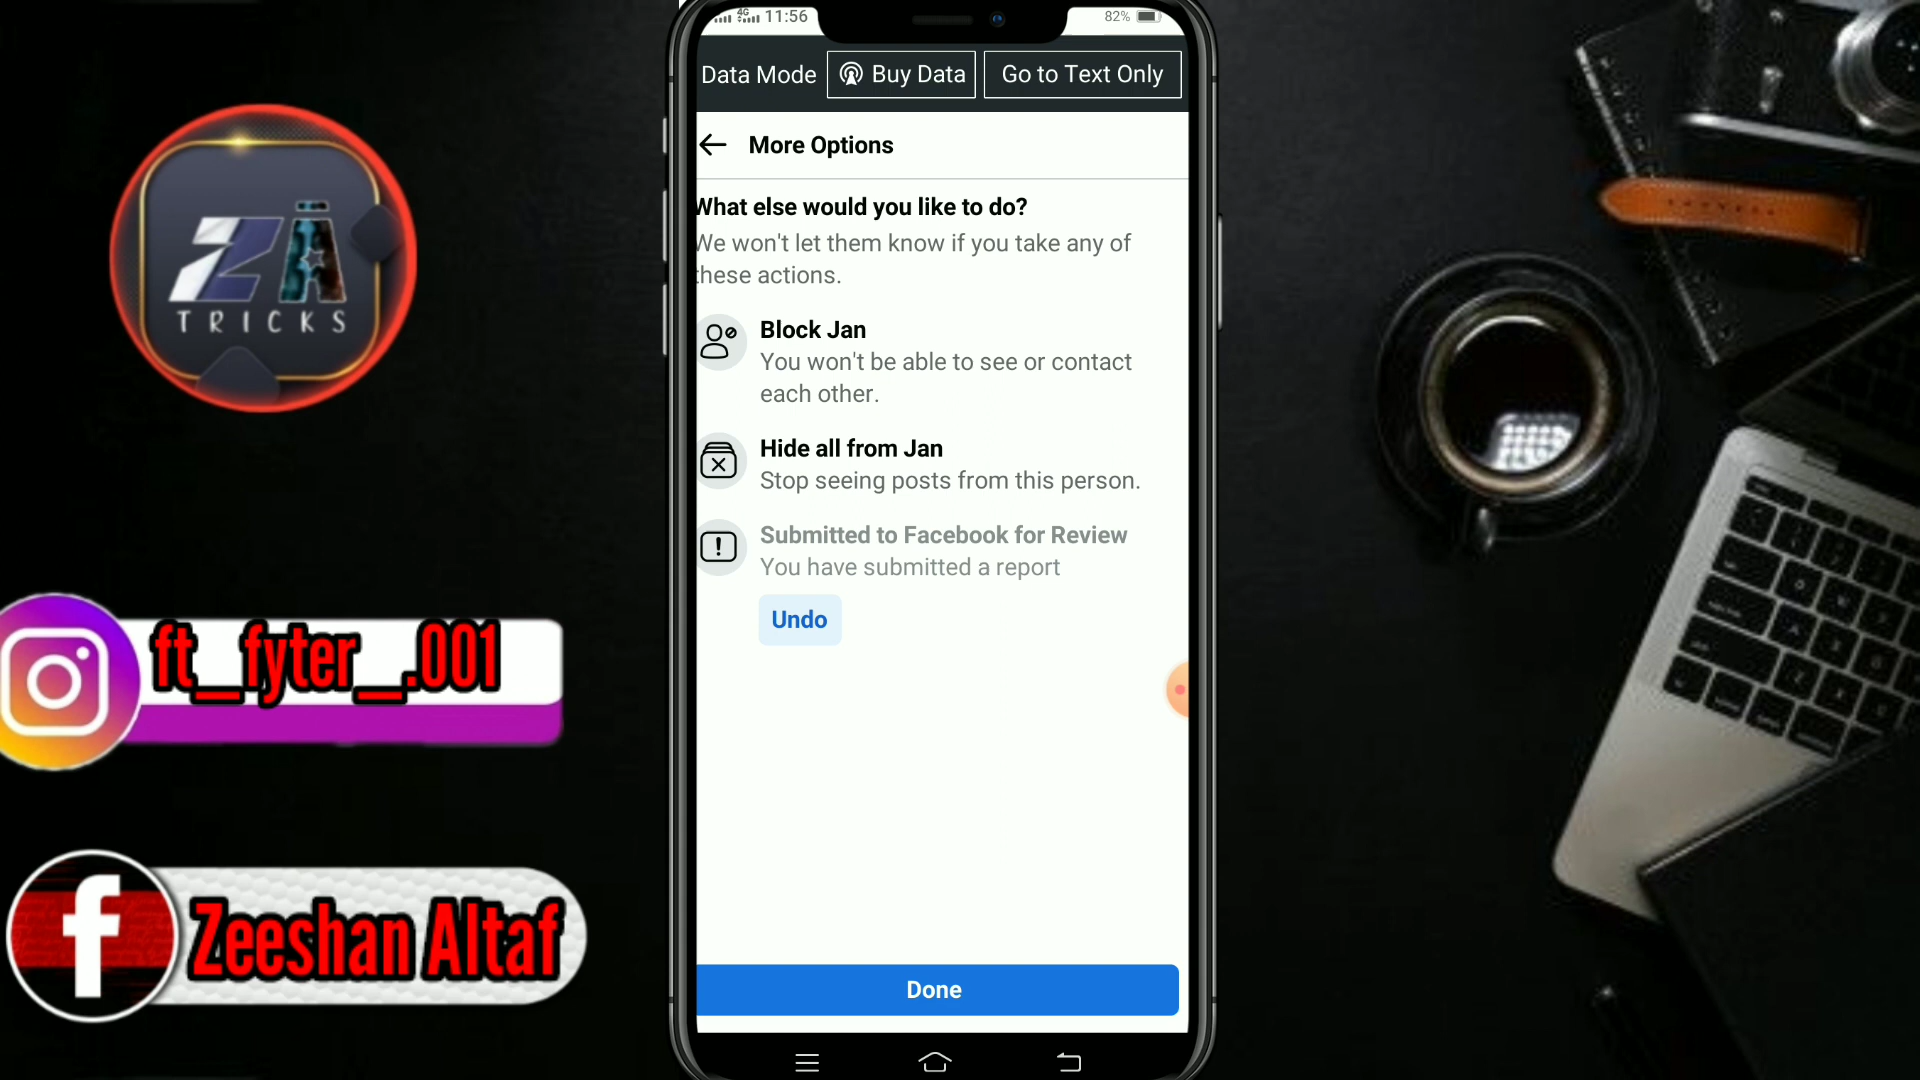 4G 11:56
82%
Data Mode
Buy Data
Go to Text Only
More Options
What else would you like to do?
We won't let them know if you take any of
these actions.
Block Jan
You won't be able to see or contact
each other.
Hide all from Jan
Stop seeing posts from this person.
Submitted to Facebook for Review
You have submitted a report
Undo
Done
ZĀ
TRICKS
ft_fyter_.001
f
Zeeshan Altaf